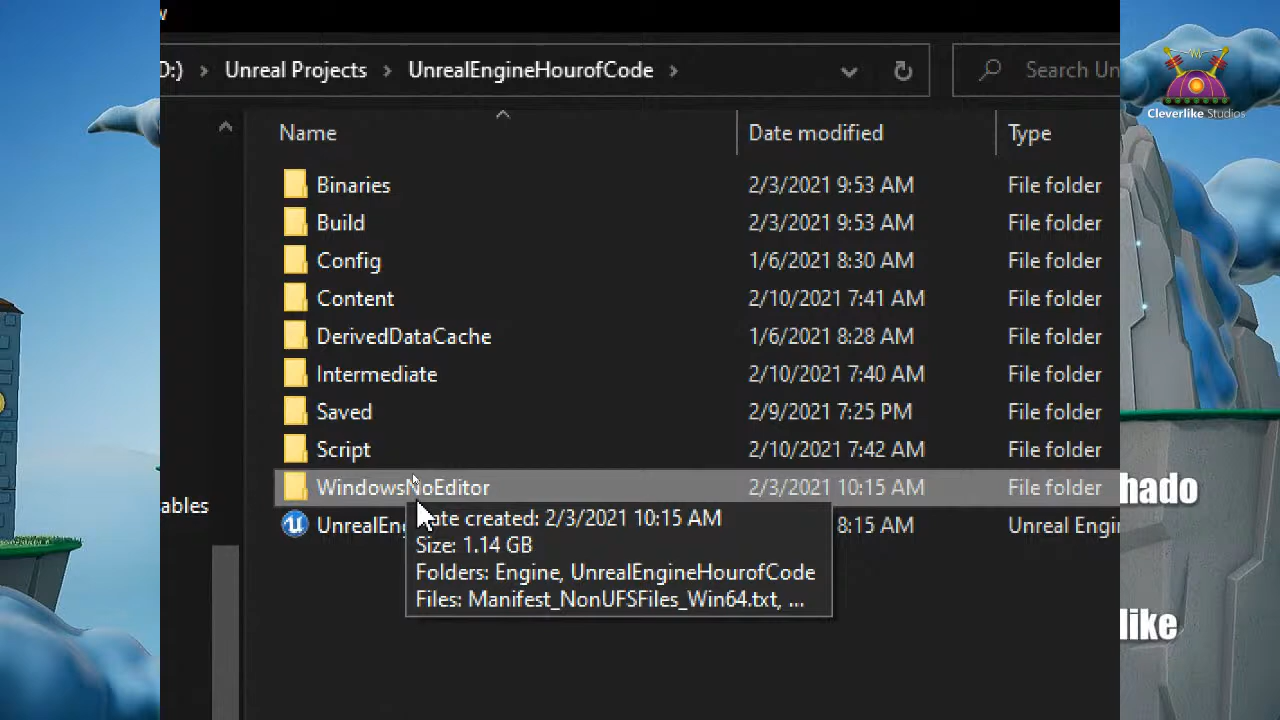 D:) > Unreal Projects > UnrealEngineHourofCode >
Search Un
Cleverlike Studios
Name Date modified Type
Binaries 2/3/2021 9:53 AM File folder
Build 2/3/2021 9:53 AM File folder
Config 1/6/2021 8:30 AM File folder
Content 2/10/2021 7:41 AM File folder
DerivedDataCache 1/6/2021 8:28 AM File folder
Intermediate 2/10/2021 7:40 AM File folder
Saved 2/9/2021 7:25 PM File folder
Script 2/10/2021 7:42 AM File folder
WindowsNoEditor 2/3/2021 10:15 AM File folder
hado
ables
UnrealEng 8:15 AM Unreal Engi
Date created: 2/3/2021 10:15 AM
Size: 1.14 GB
Folders: Engine, UnrealEngineHourofCode
Files: Manifest_NonUFSFiles_Win64.txt, ...
like